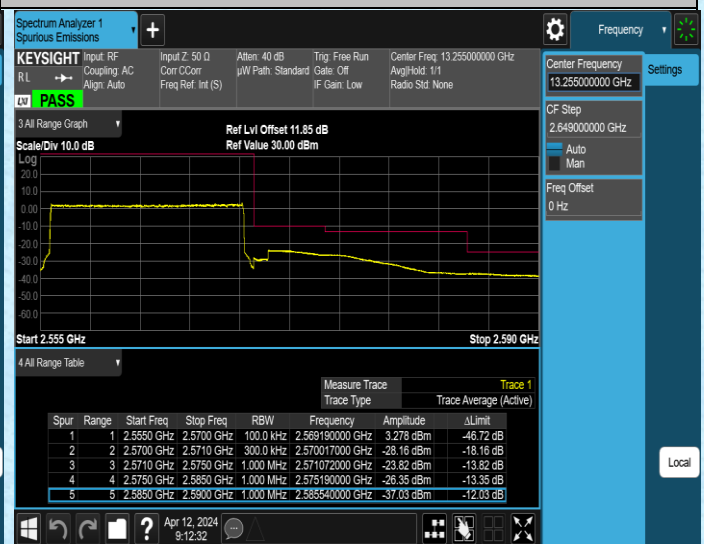 Spectrum Analyzer 1
Spurious Emissions
+
Frequency
KEYSIGHT
Input: RF
Input Z: 50 Ω
Atten: 40 dB
Trig: Free Run
Center Freq: 13.255000000 GHz
RL
Coupling: AC
Corr CCorr
µW Path: Standard
Gate: Off
Avg|Hold: 1/1
Align: Auto
Freq Ref: Int (S)
IF Gain: Low
Radio Std: None
LXI PASS
Center Frequency
13.255000000 GHz
Settings
CF Step
2.649000000 GHz
Auto
Man
Freq Offset
0 Hz
3 All Range Graph
Ref Lvl Offset 11.85 dB
Scale/Div 10.0 dB
Ref Value 30.00 dBm
Log
20.0
10.0
0.00
-10.0
-20.0
-30.0
-40.0
-50.0
-60.0
Start 2.555 GHz
Stop 2.590 GHz
4 All Range Table
Measure Trace Trace 1
Trace Type Trace Average (Active)
Spur Range Start Freq Stop Freq RBW Frequency Amplitude ∆Limit
1 1 2.5550 GHz 2.5700 GHz 100.0 kHz 2.569190000 GHz 3.278 dBm -46.72 dB
2 2 2.5700 GHz 2.5710 GHz 300.0 kHz 2.570017000 GHz -28.16 dBm -18.16 dB
3 3 2.5710 GHz 2.5750 GHz 1.000 MHz 2.571072000 GHz -23.82 dBm -13.82 dB
4 4 2.5750 GHz 2.5850 GHz 1.000 MHz 2.575190000 GHz -26.35 dBm -13.35 dB
5 5 2.5850 GHz 2.5900 GHz 1.000 MHz 2.585540000 GHz -37.03 dBm -12.03 dB
Local
?
Apr 12, 2024
9:12:32